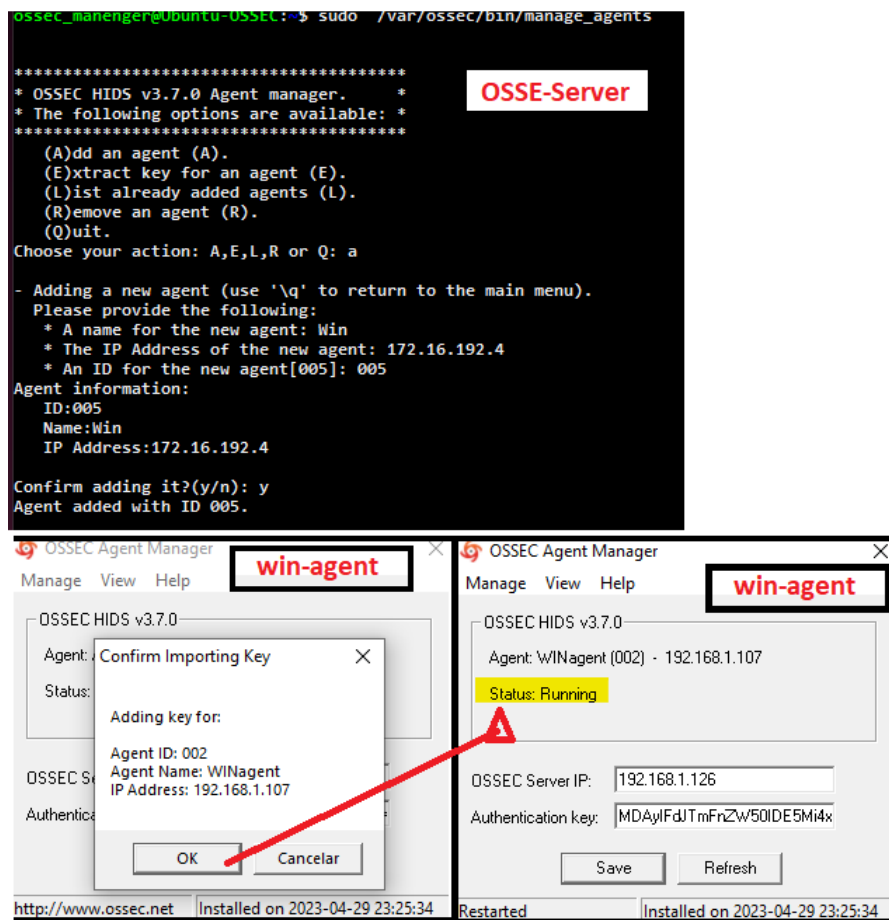 ossec_manenger@Ubuntu-OSSEC:~$ sudo /var/ossec/bin/manage_agents
****************************************
* OSSEC HIDS v3.7.0 Agent manager. *
* The following options are available: *
****************************************
(A)dd an agent (A).
(E)xtract key for an agent (E).
(L)ist already added agents (L).
(R)emove an agent (R).
(Q)uit.
Choose your action: A,E,L,R or Q: a
OSSE-Server
- Adding a new agent (use '\q' to return to the main menu).
Please provide the following:
* A name for the new agent: Win
* The IP Address of the new agent: 172.16.192.4
* An ID for the new agent[005]: 005
Agent information:
ID:005
Name:Win
IP Address:172.16.192.4
Confirm adding it?(y/n): y
Agent added with ID 005.
OSSEC Agent Manager
win-agent
Manage View Help
OSSEC HIDS v3.7.0
Agent:
Status:
Confirm Importing Key
Adding key for:
Agent ID: 002
Agent Name: WINagent
IP Address: 192.168.1.107
OK Cancelar
OSSEC Se
Authentica
http://www.ossec.net Installed on 2023-04-29 23:25:34
OSSEC Agent Manager
win-agent
Manage View Help
OSSEC HIDS v3.7.0
Agent: WINagent (002) - 192.168.1.107
Status: Running
OSSEC Server IP: 192.168.1.126
Authentication key: MDAyIFdJTmFnZW50IDE5Mi4x
Save Refresh
Restarted Installed on 2023-04-29 23:25:34